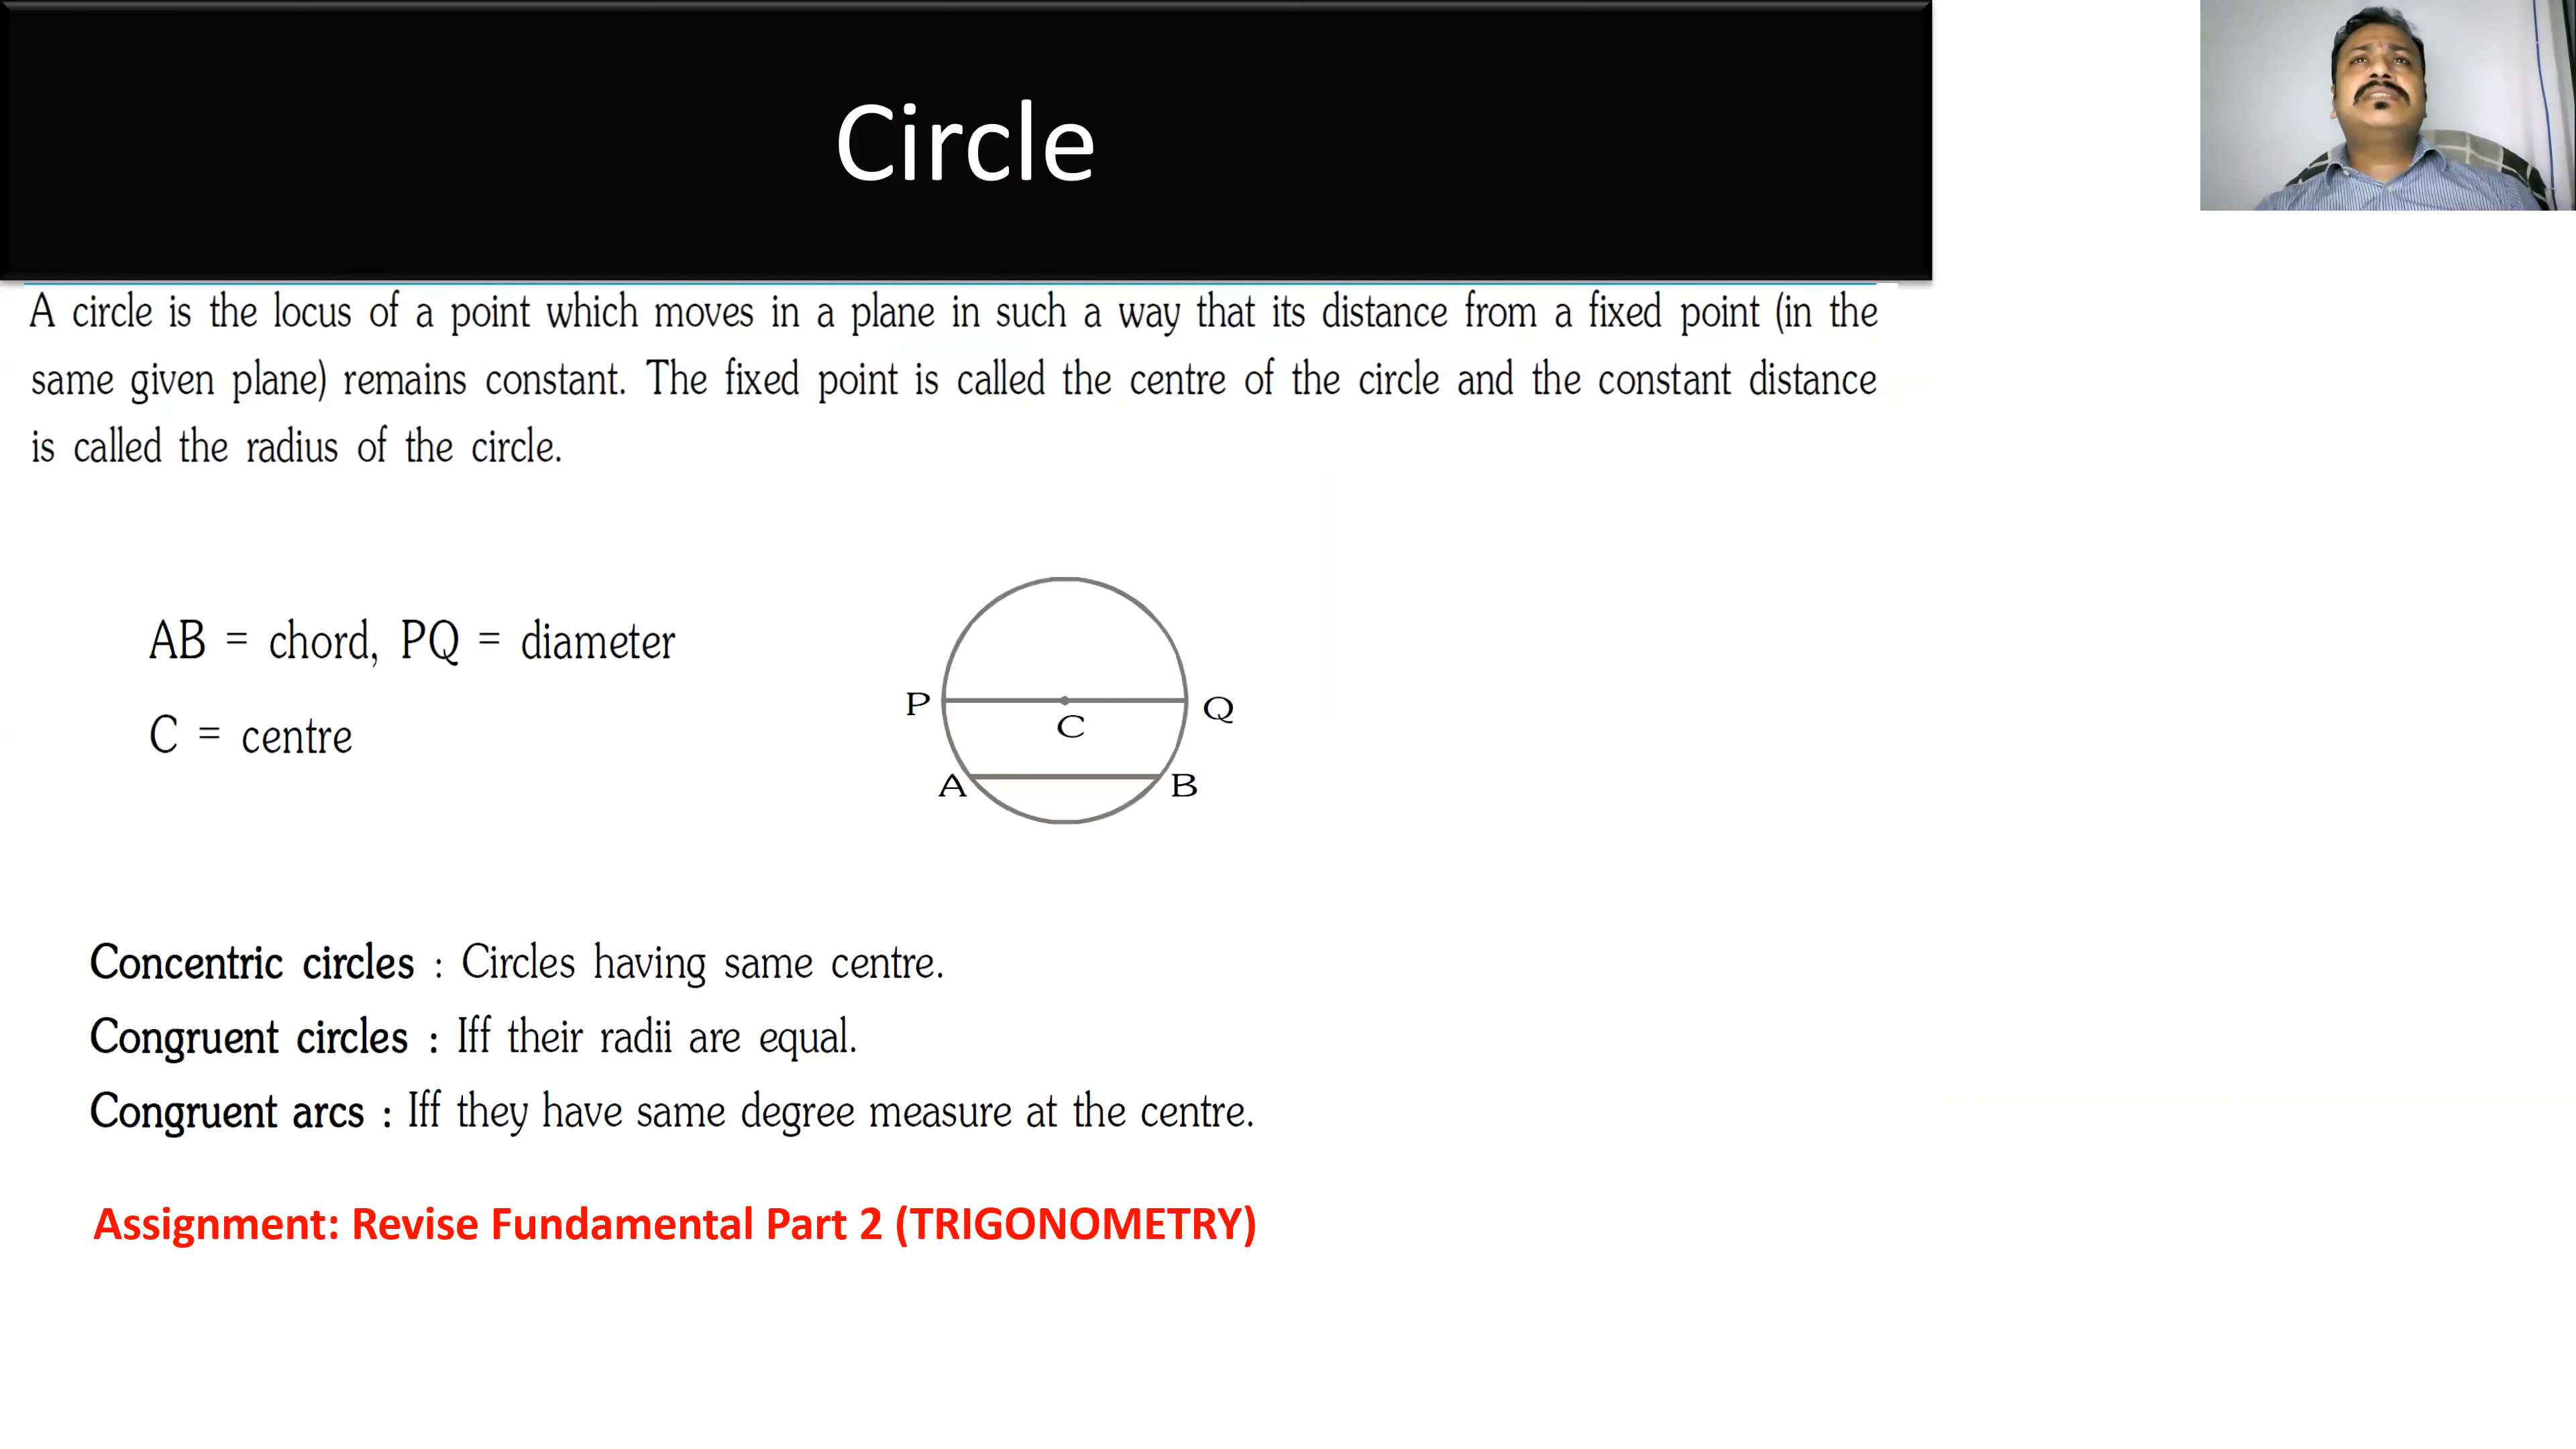 Circle
A circle is the locus of a point which moves in a plane in such a way that its distance from a fixed point (in the
same given plane) remains constant. The fixed point is called the centre of the circle and the constant distance
is called the radius of the circle.
AB = chord, PQ = diameter
C = centre
P
C
Q
A
B
Concentric circles : Circles having same centre.
Congruent circles : Iff their radii are equal.
Congruent arcs : Iff they have same degree measure at the centre.
Assignment: Revise Fundamental Part 2 (TRIGONOMETRY)